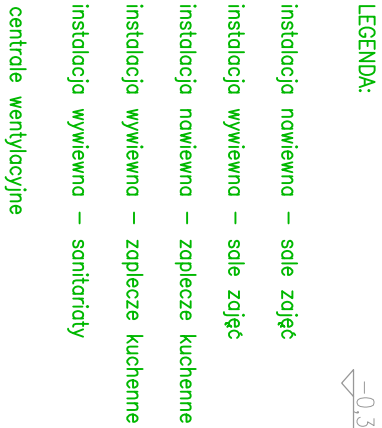 LEGENDA:
instalacja nawiewna – sale zajęć
instalacja wywiewna – sale zajęć
instalacja nawiewna – zaplecze kuchenne
instalacja wywiewna – zaplecze kuchenne
instalacja wywiewna – sanitariaty
centrale wentylacyjne
-0,3